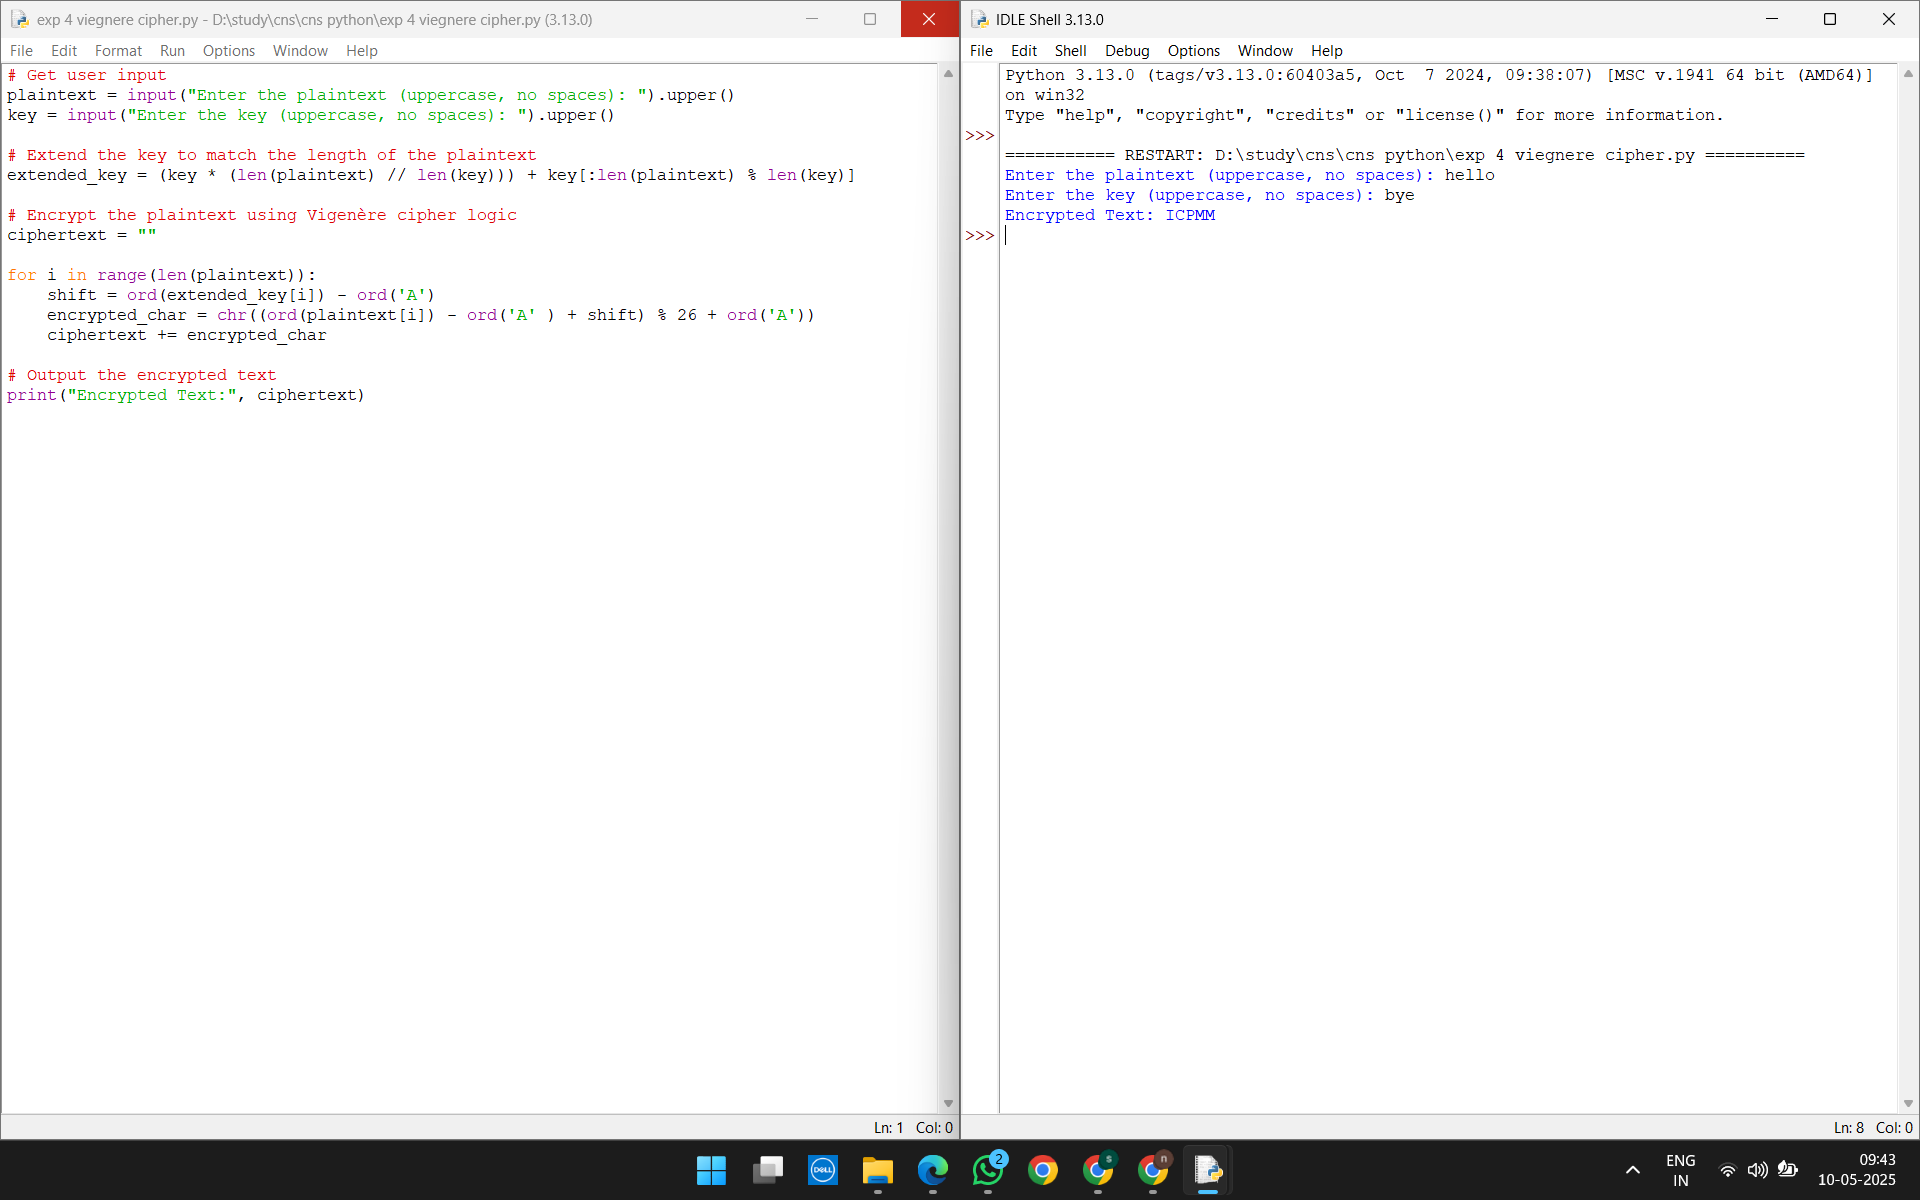 exp 4 viegnere cipher.py - D:\study\cns\cns python\exp 4 viegnere cipher.py (3.13.0)
File Edit Format Run Options Window Help
# Get user input
plaintext = input("Enter the plaintext (uppercase, no spaces): ").upper()
key = input("Enter the key (uppercase, no spaces): ").upper()
# Extend the key to match the length of the plaintext
extended_key = (key * (len(plaintext) // len(key))) + key[:len(plaintext) % len(key)]
# Encrypt the plaintext using Vigenère cipher logic
ciphertext = ""
for i in range(len(plaintext)):
    shift = ord(extended_key[i]) - ord('A')
    encrypted_char = chr((ord(plaintext[i]) - ord('A' ) + shift) % 26 + ord('A'))
    ciphertext += encrypted_char
# Output the encrypted text
print("Encrypted Text:", ciphertext)
Ln: 1 Col: 0
IDLE Shell 3.13.0
File Edit Shell Debug Options Window Help
Python 3.13.0 (tags/v3.13.0:60403a5, Oct  7 2024, 09:38:07) [MSC v.1941 64 bit (AMD64)]
on win32
Type "help", "copyright", "credits" or "license()" for more information.
>>>
=========== RESTART: D:\study\cns\cns python\exp 4 viegnere cipher.py ==========
Enter the plaintext (uppercase, no spaces): hello
Enter the key (uppercase, no spaces): bye
Encrypted Text: ICPMM
>>>
Ln: 8 Col: 0
DELL
2
s
n
ENG
IN
09:43
10-05-2025